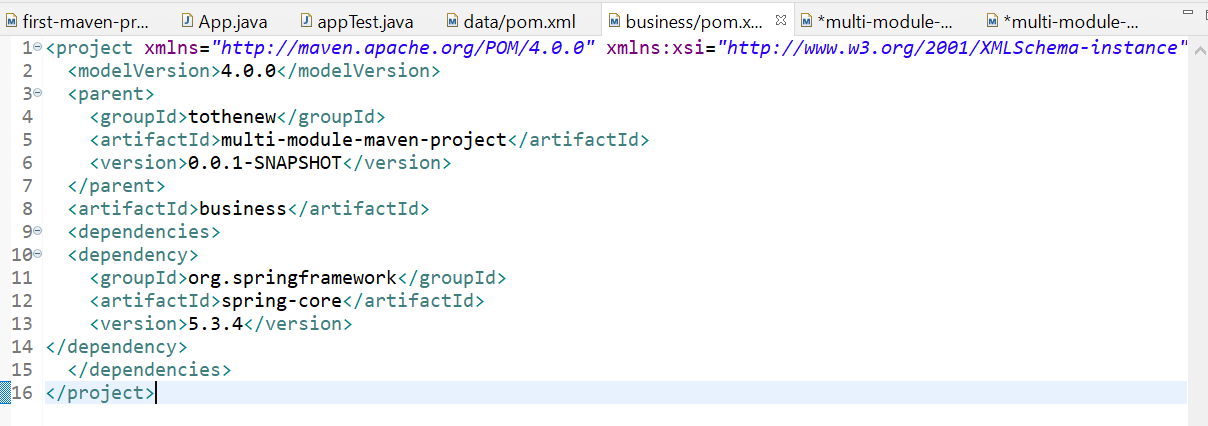 first-maven-pr... App.java appTest.java data/pom.xml business/pom.x... *multi-module-... *multi-module-...
1 <project xmlns="http://maven.apache.org/POM/4.0.0" xmlns:xsi="http://www.w3.org/2001/XMLSchema-instance"
2 <modelVersion>4.0.0</modelVersion>
3 <parent>
4 <groupId>tothenew</groupId>
5 <artifactId>multi-module-maven-project</artifactId>
6 <version>0.0.1-SNAPSHOT</version>
7 </parent>
8 <artifactId>business</artifactId>
9 <dependencies>
10 <dependency>
11 <groupId>org.springframework</groupId>
12 <artifactId>spring-core</artifactId>
13 <version>5.3.4</version>
14 </dependency>
15 </dependencies>
16 </project>